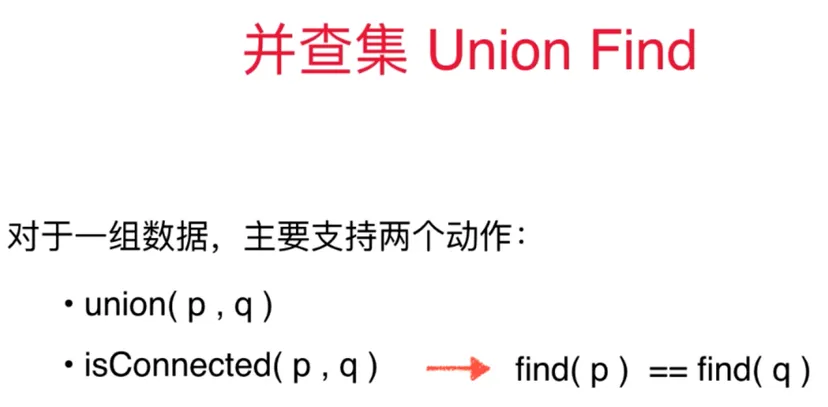 并查集 Union Find
对于一组数据，主要支持两个动作：
• union( p , q )
• isConnected( p , q ) → find( p ) == find( q )